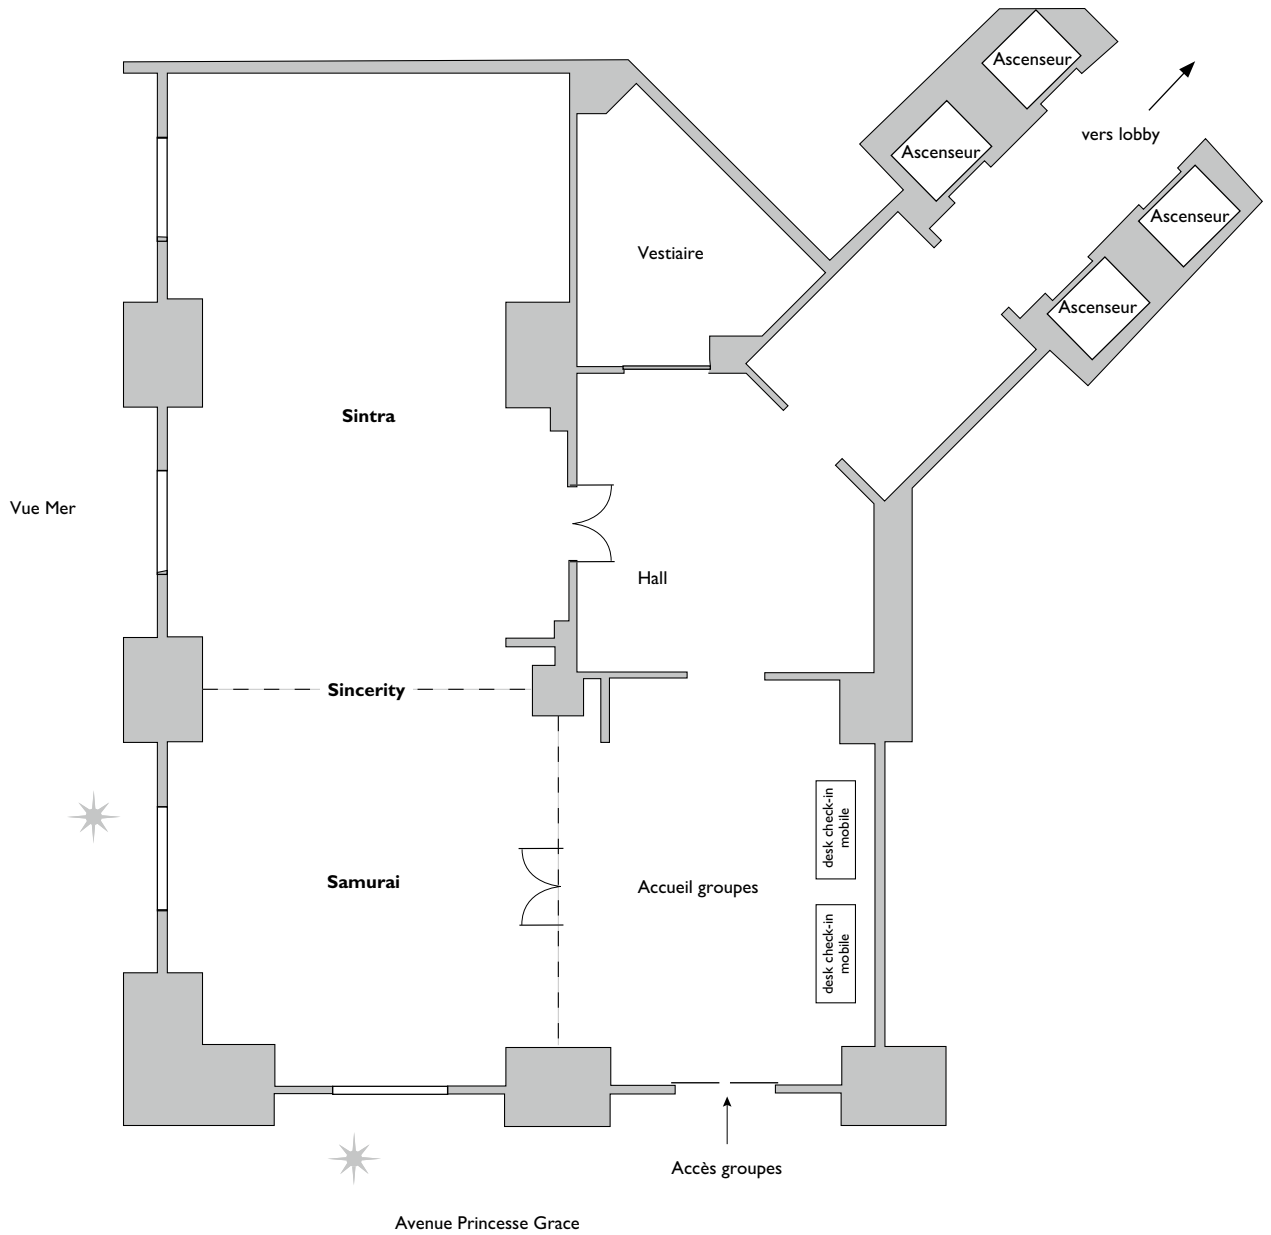 Ascenseur
vers lobby
Ascenseur
Ascenseur
Vestiaire
Ascenseur
Sintra
Vue Mer
Hall
Sincerity
desk check-in
mobile
Samurai
Accueil groupes
desk check-in
mobile
Accès groupes
Avenue Princesse Grace